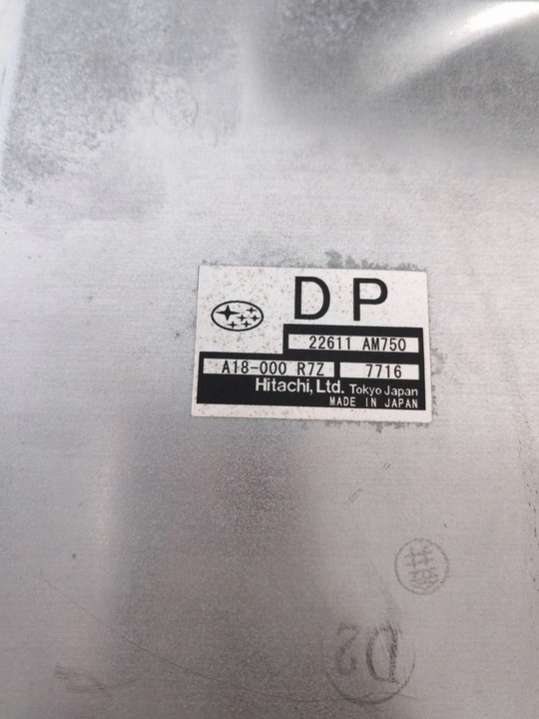 DP
22611 AM750
A18-000 R7Z 7716
Hitachi, Ltd. Tokyo Japan
MADE IN JAPAN
D2